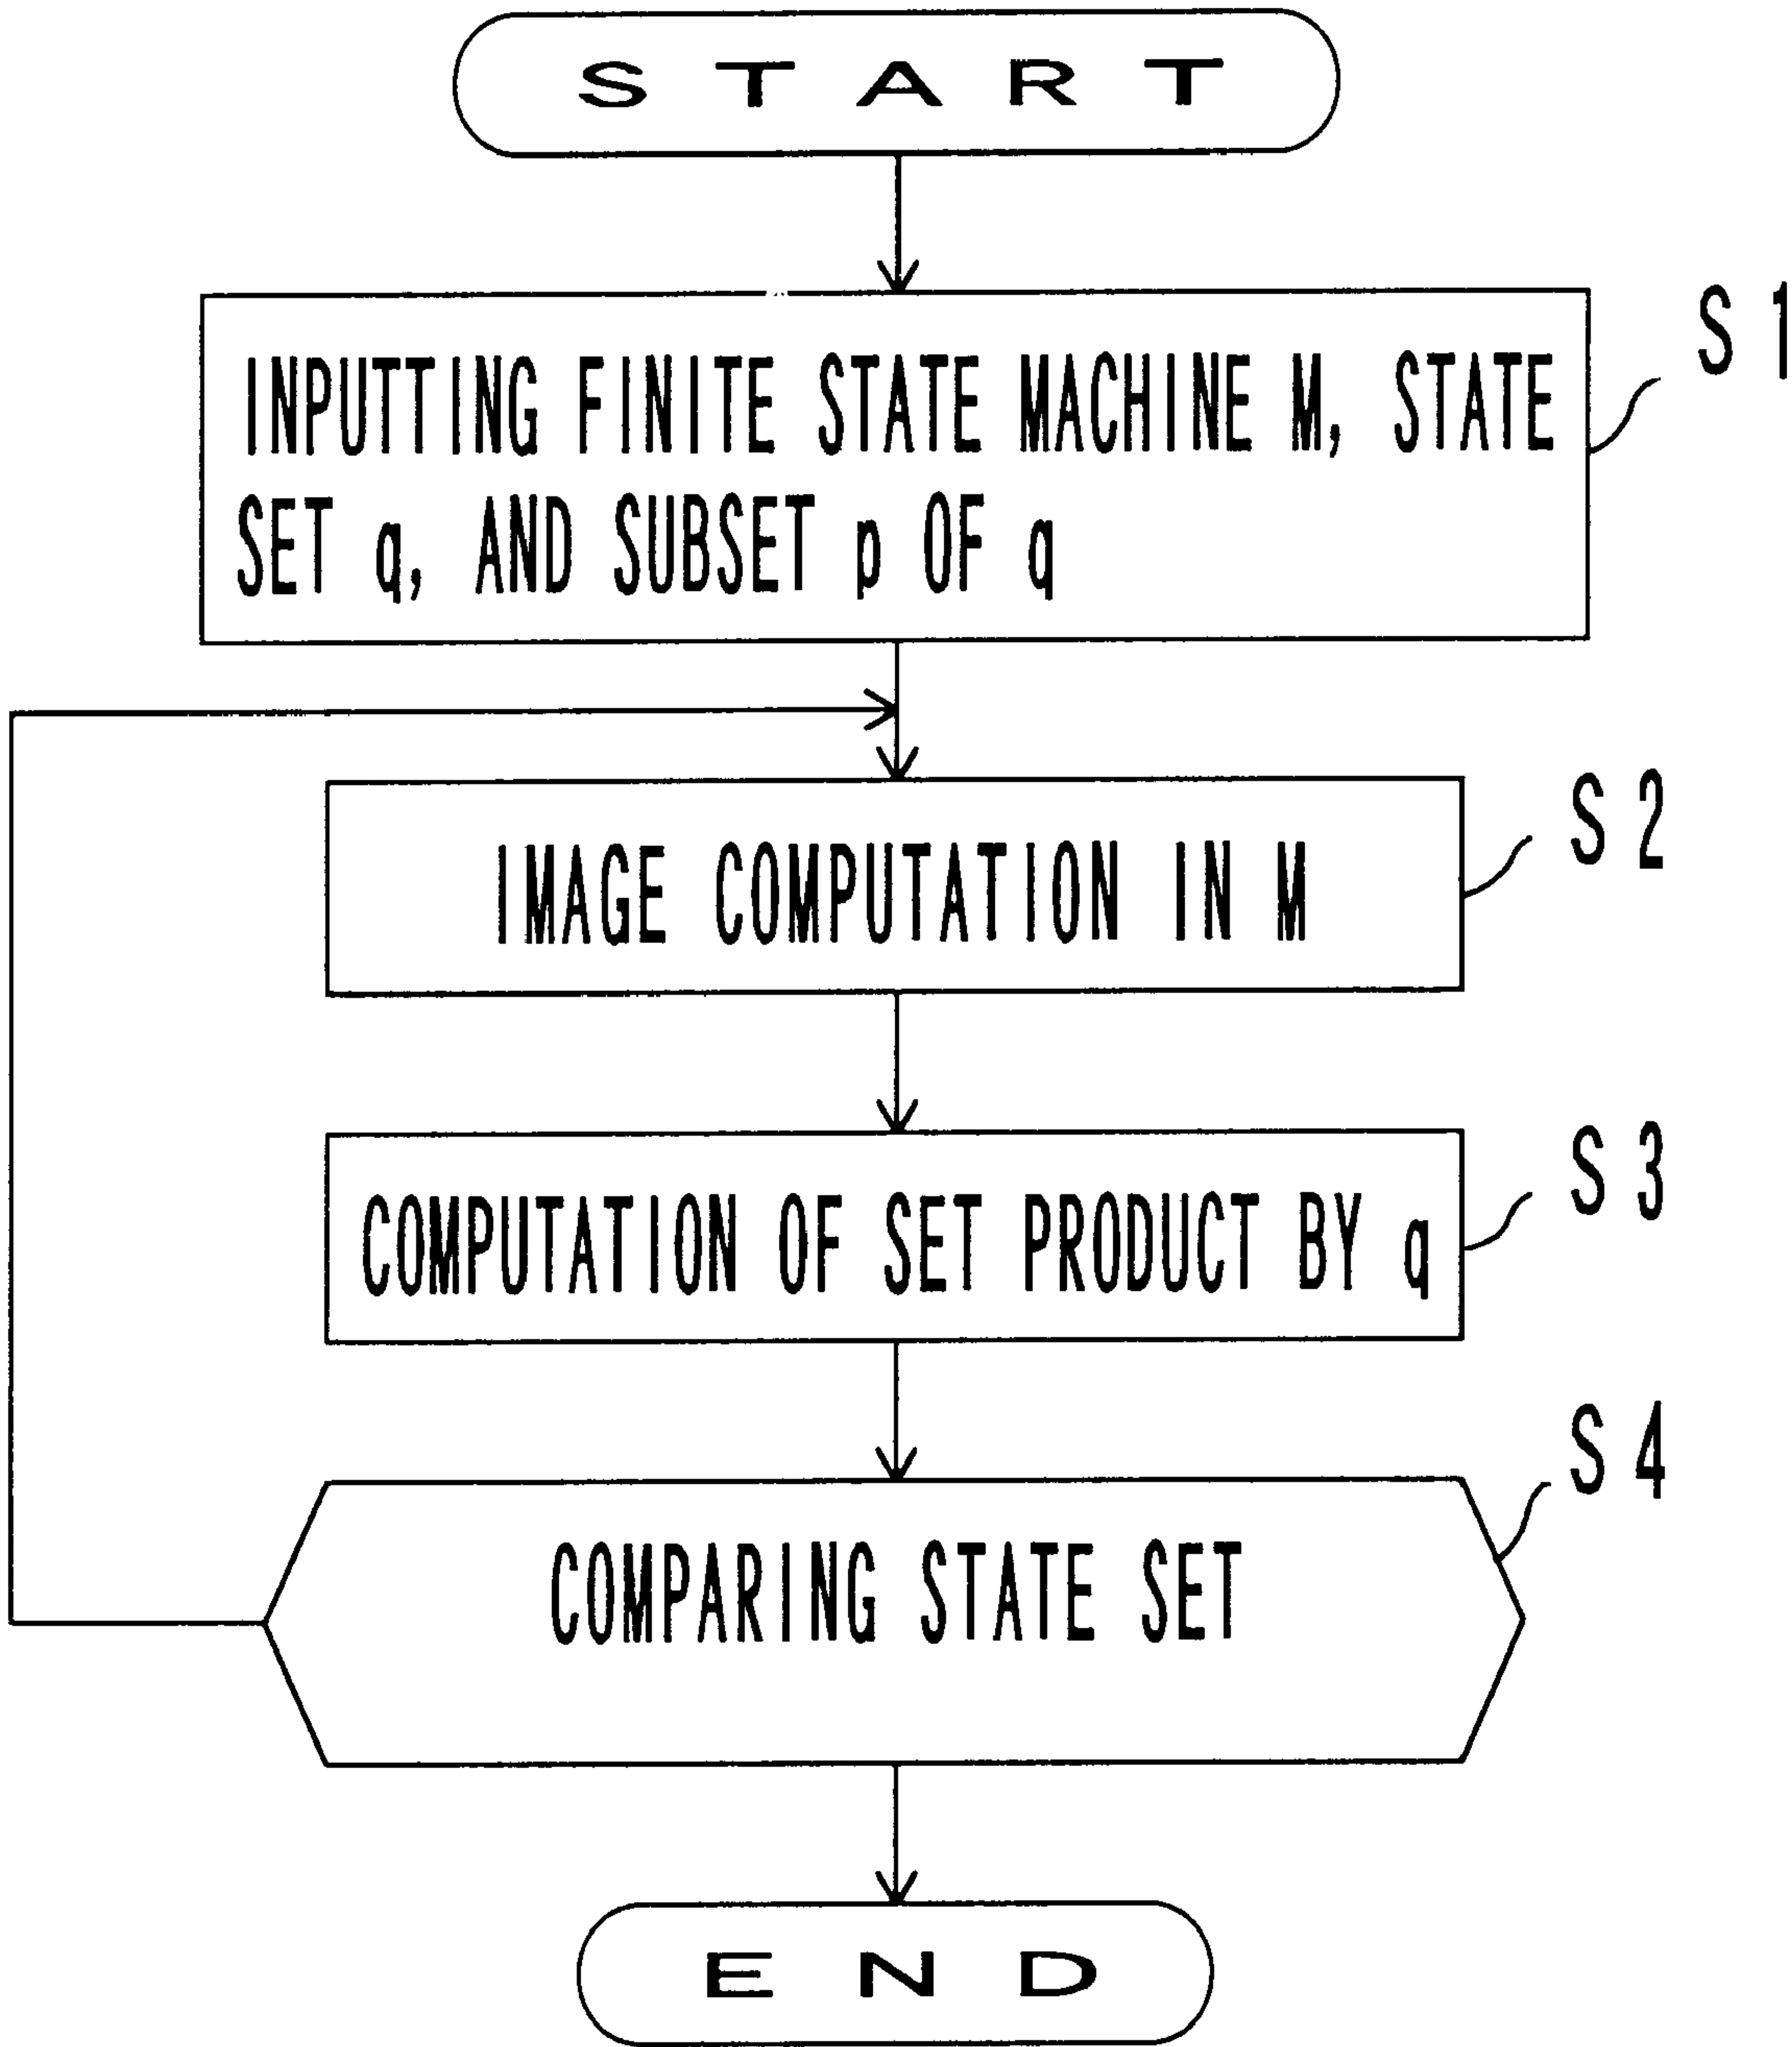 START
S1
INPUTTING FINITE STATE MACHINE M, STATE
SET q, AND SUBSET p OF q
S2
IMAGE COMPUTATION IN M
S3
COMPUTATION OF SET PRODUCT BY q
S4
COMPARING STATE SET
END